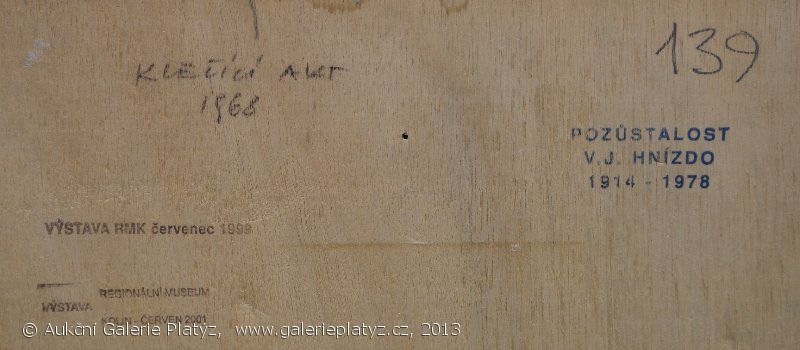 139
KLEČÍCÍ AKT
1968
POZŮSTALOST
V.J. HNÍZDO
1914 - 1978
VÝSTAVA RMK červenec 1999
REGIONÁLNÍ MUSEUM
VÝSTAVA
KOLIN - ČERVEN 2001
© Aukční Galerie Platýz, www.galerieplatyz.cz, 2013